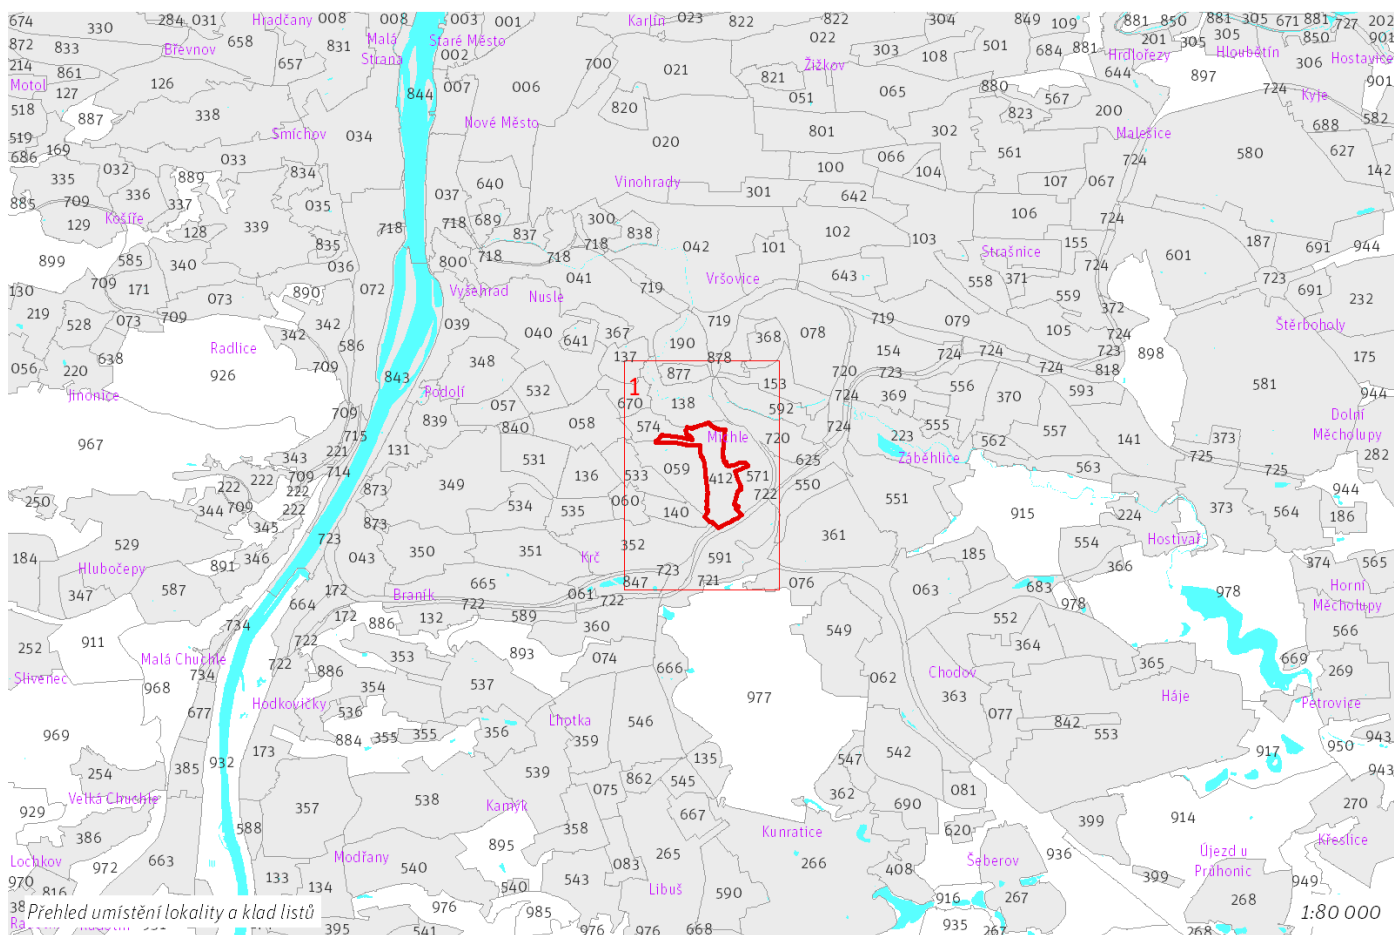 674 330 284 031 Hradčany 008 008 003 001 Karlín 023 822 822 304 849 109 881 850 881 305 671 881 727 202
872 833 Břevnov 658 831 Malá Strana Staré Město 002 700 021 022 303 108 501 684 881 201 305 305 Hloubětín 850 901
214 861 657 Žižkov Hrdlořezy 306 Hostavice
Motol 127 126 844 007 006 821 051 065 880 644 897 724 Kyje 901
518 887 338 034 Nové Město 820 801 302 823 567 200 688 582
519 Smíchov 020 561 Malešice 580 627
686 169 033 834 100 066 104 724 142
335 032 889 336 337 035 037 640 Vinohrady 301 642 107 067
885 709 129 Košíře 128 339 835 718 718 689 837 300 838 718 042 101 102 103 106 155 724 187 691 944
899 585 340 036 800 718 041 Vršovice 643 Strašnice 371 724 601 723
130 709 171 073 890 072 Vyšehrad Nusle 719 558 559 372 691 232
219 528 073 709 342 342 586 039 040 641 367 719 368 078 719 079 105 724 Štěrboholy
056 638 220 Radlice 926 709 348 137 190 878 154 724 724 724 723 818 898 175
Jinonice 843 Podolí 532 1 877 153 720 723 369 556 370 593 581 944
709 839 057 840 058 670 138 592 724 555 557 Dolní Měcholupy
967 715 131 574 Michle 720 724 223 562 141 373 282
343 221 714 531 136 533 059 412 571 625 Záběhlice 563 725 725
222 222 709 222 349 060 722 550 551 944
250 344 709 222 345 873 873 534 535 140 915 224 373 564 186
184 529 346 723 043 350 351 Krč 352 591 361 185 554 Hostivař 366 374 565
Hlubočepy 891 665 723 721 847 076 063 683 978
347 587 172 664 Braník 722 061 722 589 978 Horní Měcholupy
252 911 734 172 886 132 360 549 552 566
Slivenec Malá Chuchle 734 722 722 353 893 074 666 364 365 669 269
968 886 354 537 977 062 Chodov 363 Háje Petrovice
969 677 Hodkovičky 536 884 355 355 356 Lhotka 359 546 077 842 553 917 950 943
254 385 932 173 539 135 547 542 943
Velká Chuchle 357 538 075 862 545 362 690 081 270
929 386 588 Kamýk 358 667 620 399 914 Křeslice
Lochkov 972 663 Modřany 895 Kunratice Šeberov 936 Újezd u Průhonic
970 816 133 134 540 540 543 083 265 Libuš 590 266 408 916 267 399 268 949
976 985 976 976 668 935 267 268
395 541
Přehled umístění lokality a klad listů
1:80 000